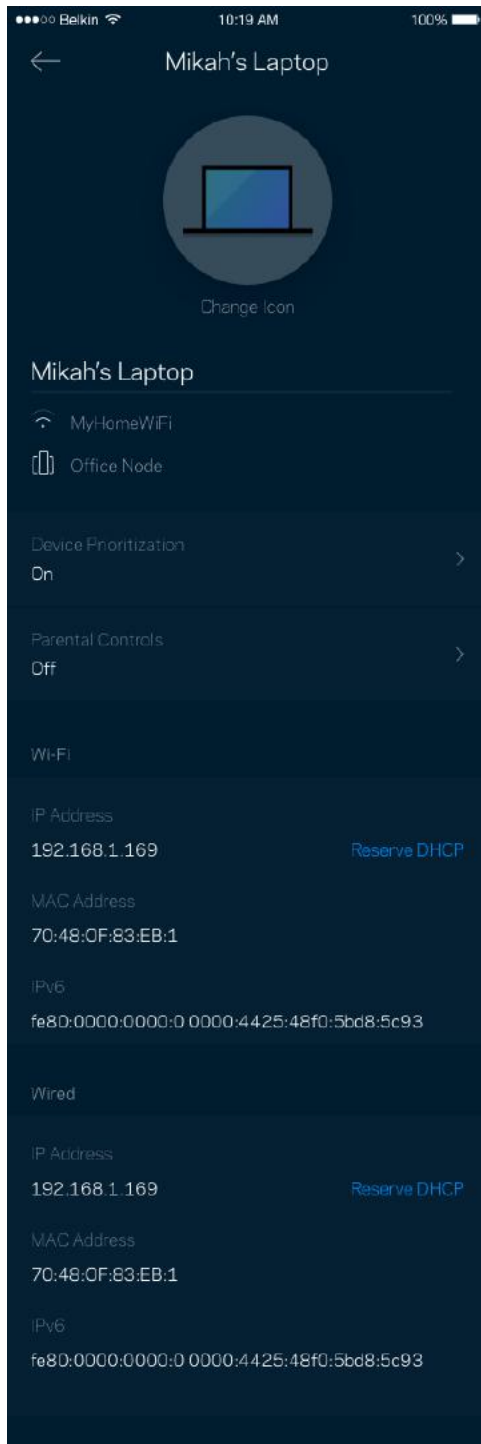 Belkin 10:19 AM 100%
Mikah's Laptop
Change Icon
Mikah's Laptop
MyHomeWiFi
Office Node
Device Prioritization
On
Parental Controls
Off
Wi-Fi
IP Address
192.168.1.169 Reserve DHCP
MAC Address
70:48:0F:83:EB:1
IPv6
fe80:0000:0000:0 0000:4425:48f0:5bd8:5c93
Wired
IP Address
192.168.1.169 Reserve DHCP
MAC Address
70:48:0F:83:EB:1
IPv6
fe80:0000:0000:0 0000:4425:48f0:5bd8:5c93